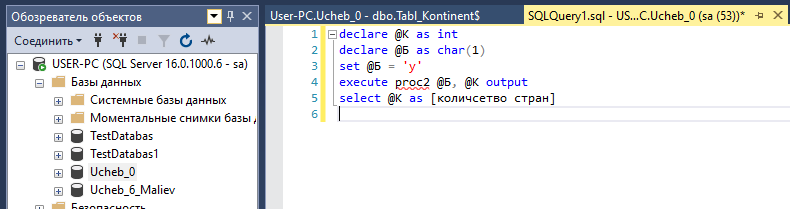 Обозреватель объектов
Соединить
USER-PC (SQL Server 16.0.1000.6 - sa)
Базы данных
Системные базы данных
Моментальные снимки базы
TestDatabas
TestDatabas1
Ucheb_0
Ucheb_6_Maliev
Безопасность
User-PC.Ucheb_0 - dbo.Tabl_Kontinent$
SQLQuery1.sql - US...C.Ucheb_0 (sa (53))*
1 declare @К as int
2 declare @Б as char(1)
3 set @Б = 'у'
4 execute proc2 @Б, @К output
5 select @К as [количсетво стран]
6